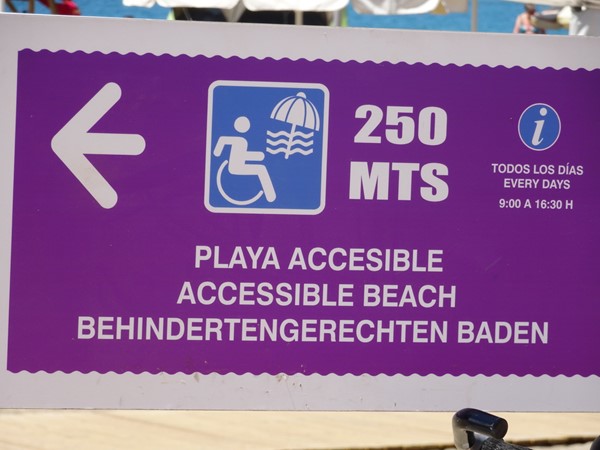 250
MTS
i
TODOS LOS DÍAS
EVERY DAYS
9:00 A 16:30 H
PLAYA ACCESIBLE
ACCESSIBLE BEACH
BEHINDERTENGERECHTEN BADEN